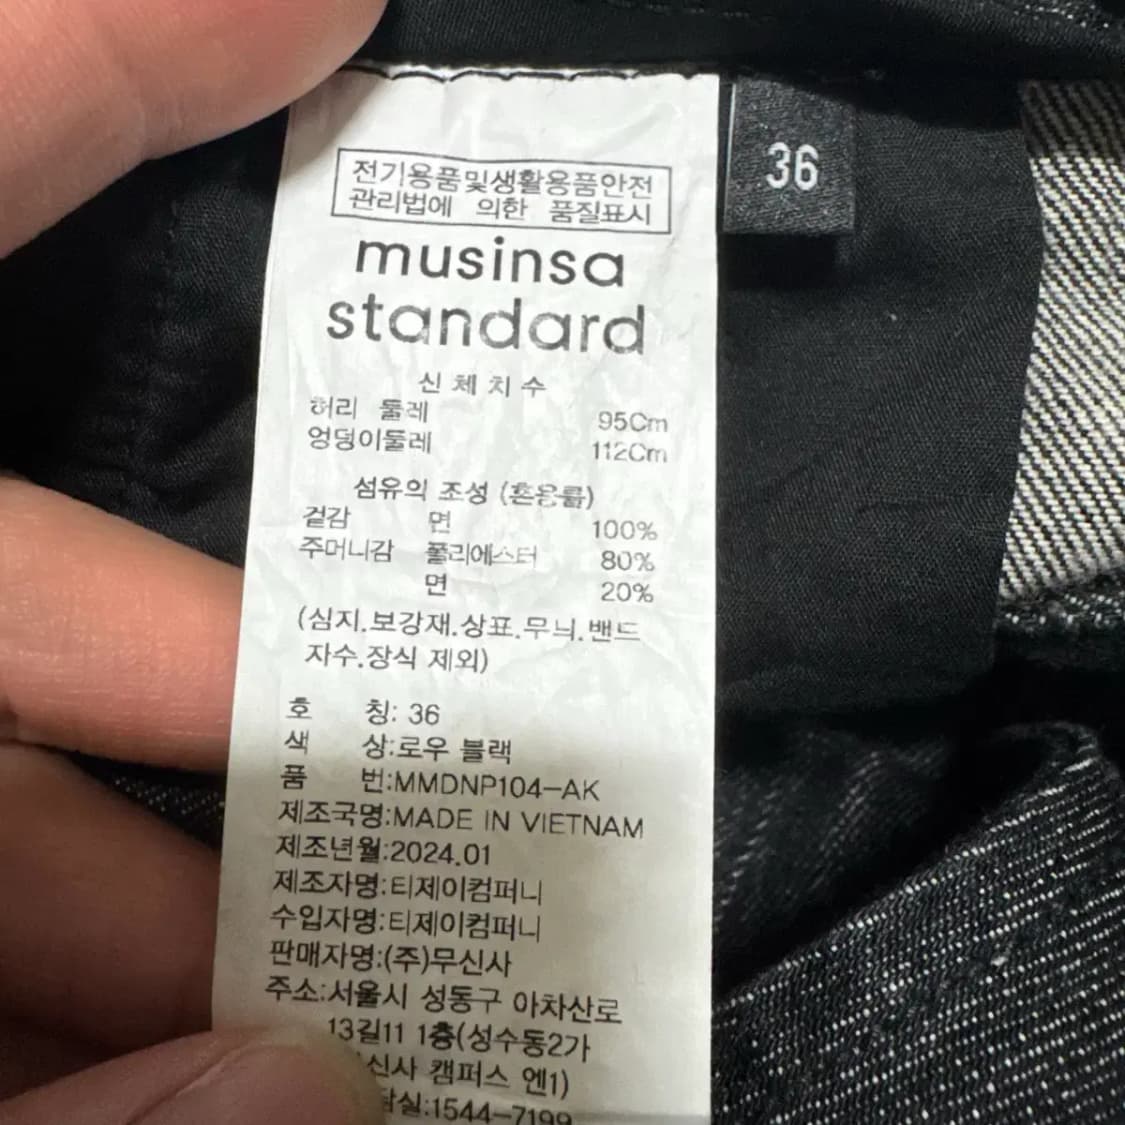 전기용품및생활용품안전
관리법에 의한 품질표시
musinsa
standard
신체치수
허리 둘레 95Cm
엉덩이둘레 112Cm
섬유의 조성 (혼용률)
겉감 면 100%
주머니감 폴리에스터 80%
면 20%
(심지.보강재.상표.무늬.밴드
자수.장식 제외)
호 칭: 36
색 상:로우 블랙
품 번:MMDNP104-AK
제조국명:MADE IN VIETNAM
제조년월:2024.01
제조자명:티제이컴퍼니
수입자명:티제이컴퍼니
판매자명:(주)무신사
주소:서울시 성동구 아차산로
13길11 1층(성수동2가
신사 캠퍼스 엔1)
담실:1544-7199
36